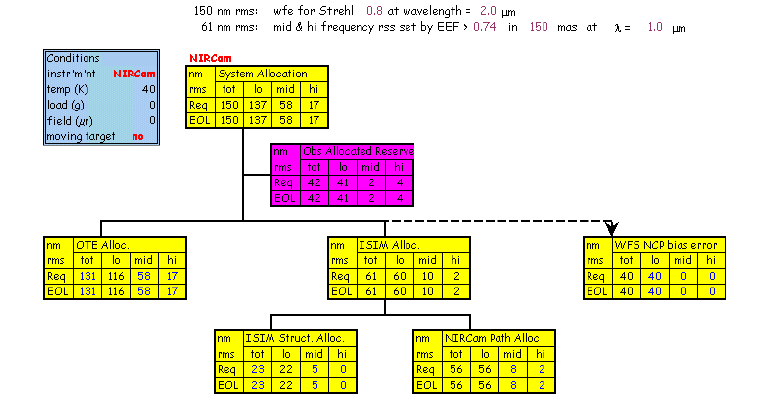 150 nm rms: wfe for Strehl 0.8 at wavelength = 2.0 μm
61 nm rms: mid & hi frequency rss set by EEF > 0.74 in 150 mas at λ = 1.0 μm
Conditions
instr'm'nt NIRCam
temp (K) 40
load (g) 0
field (μr) 0
moving target no
NIRCam
nm System Allocation
rms tot lo mid hi
Req 150 137 58 17
EOL 150 137 58 17
nm Obs Allocated Reserve
rms tot lo mid hi
Req 42 41 2 4
EOL 42 41 2 4
nm OTE Alloc.
rms tot lo mid hi
Req 131 116 58 17
EOL 131 116 58 17
nm ISIM Alloc.
rms tot lo mid hi
Req 61 60 10 2
EOL 61 60 10 2
nm WFS NCP bias error
rms tot lo mid hi
Req 40 40 0 0
EOL 40 40 0 0
nm ISIM Struct. Alloc.
rms tot lo mid hi
Req 23 22 5 0
EOL 23 22 5 0
nm NIRCam Path Alloc
rms tot lo mid hi
Req 56 56 8 2
EOL 56 56 8 2